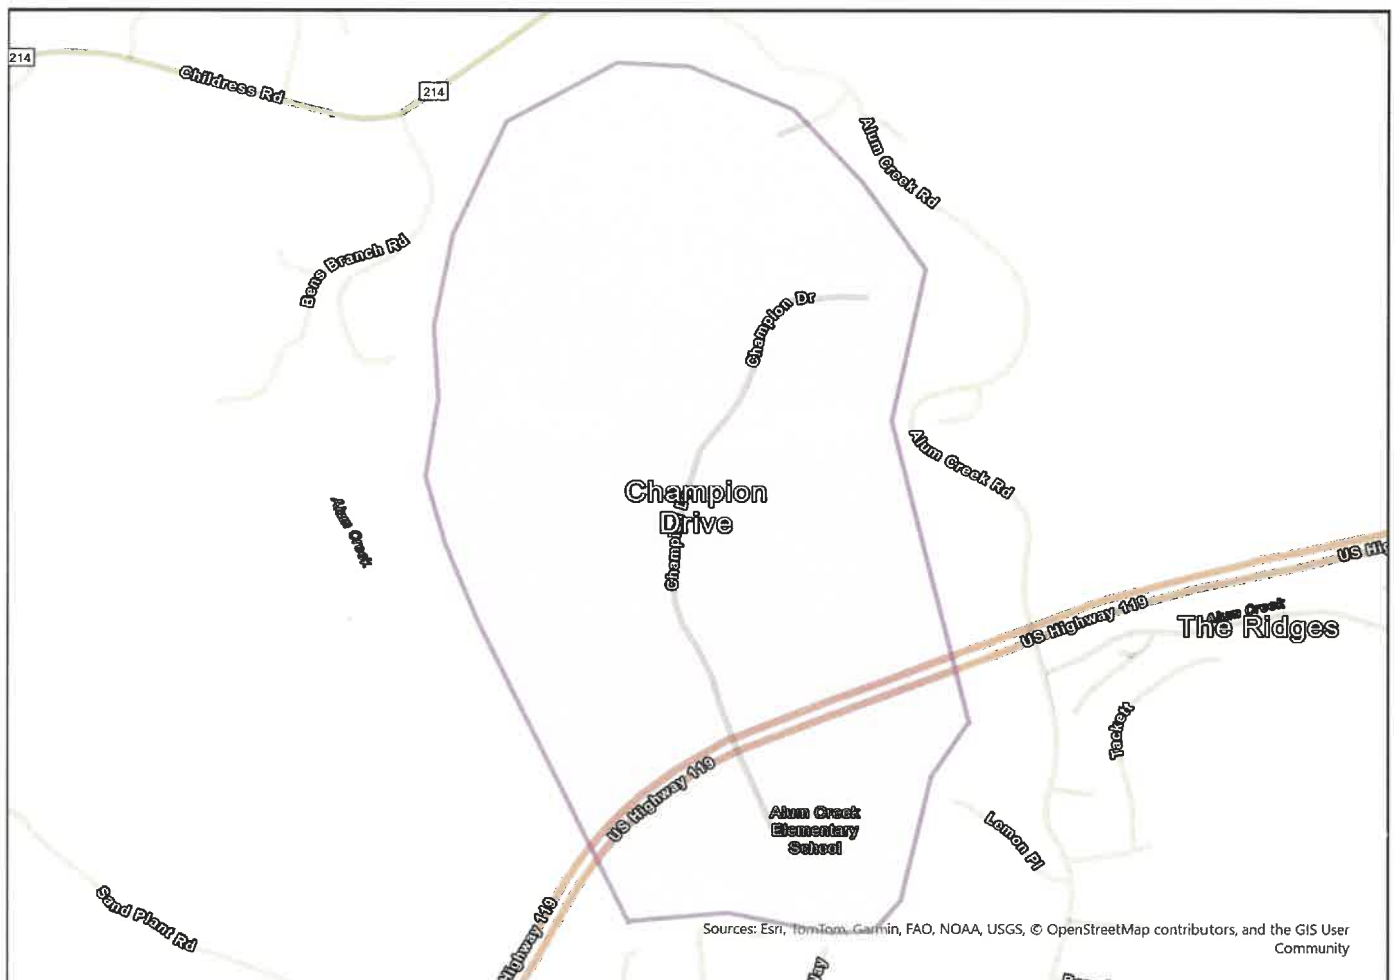 214
Childress Rd
214
Alum Creek Rd
Bens Branch Rd
Champion Dr
Alum Creek Rd
Champion
Drive
Alum Creek
US Highway 119
Alum Creek
The Ridges
US Highway 119
Tackett
Alum Creek
Elementary
School
Lemon Pl
Sand Plant Rd
Highway 119
Sources: Esri, TomTom, Garmin, FAO, NOAA, USGS, © OpenStreetMap contributors, and the GIS User
Community